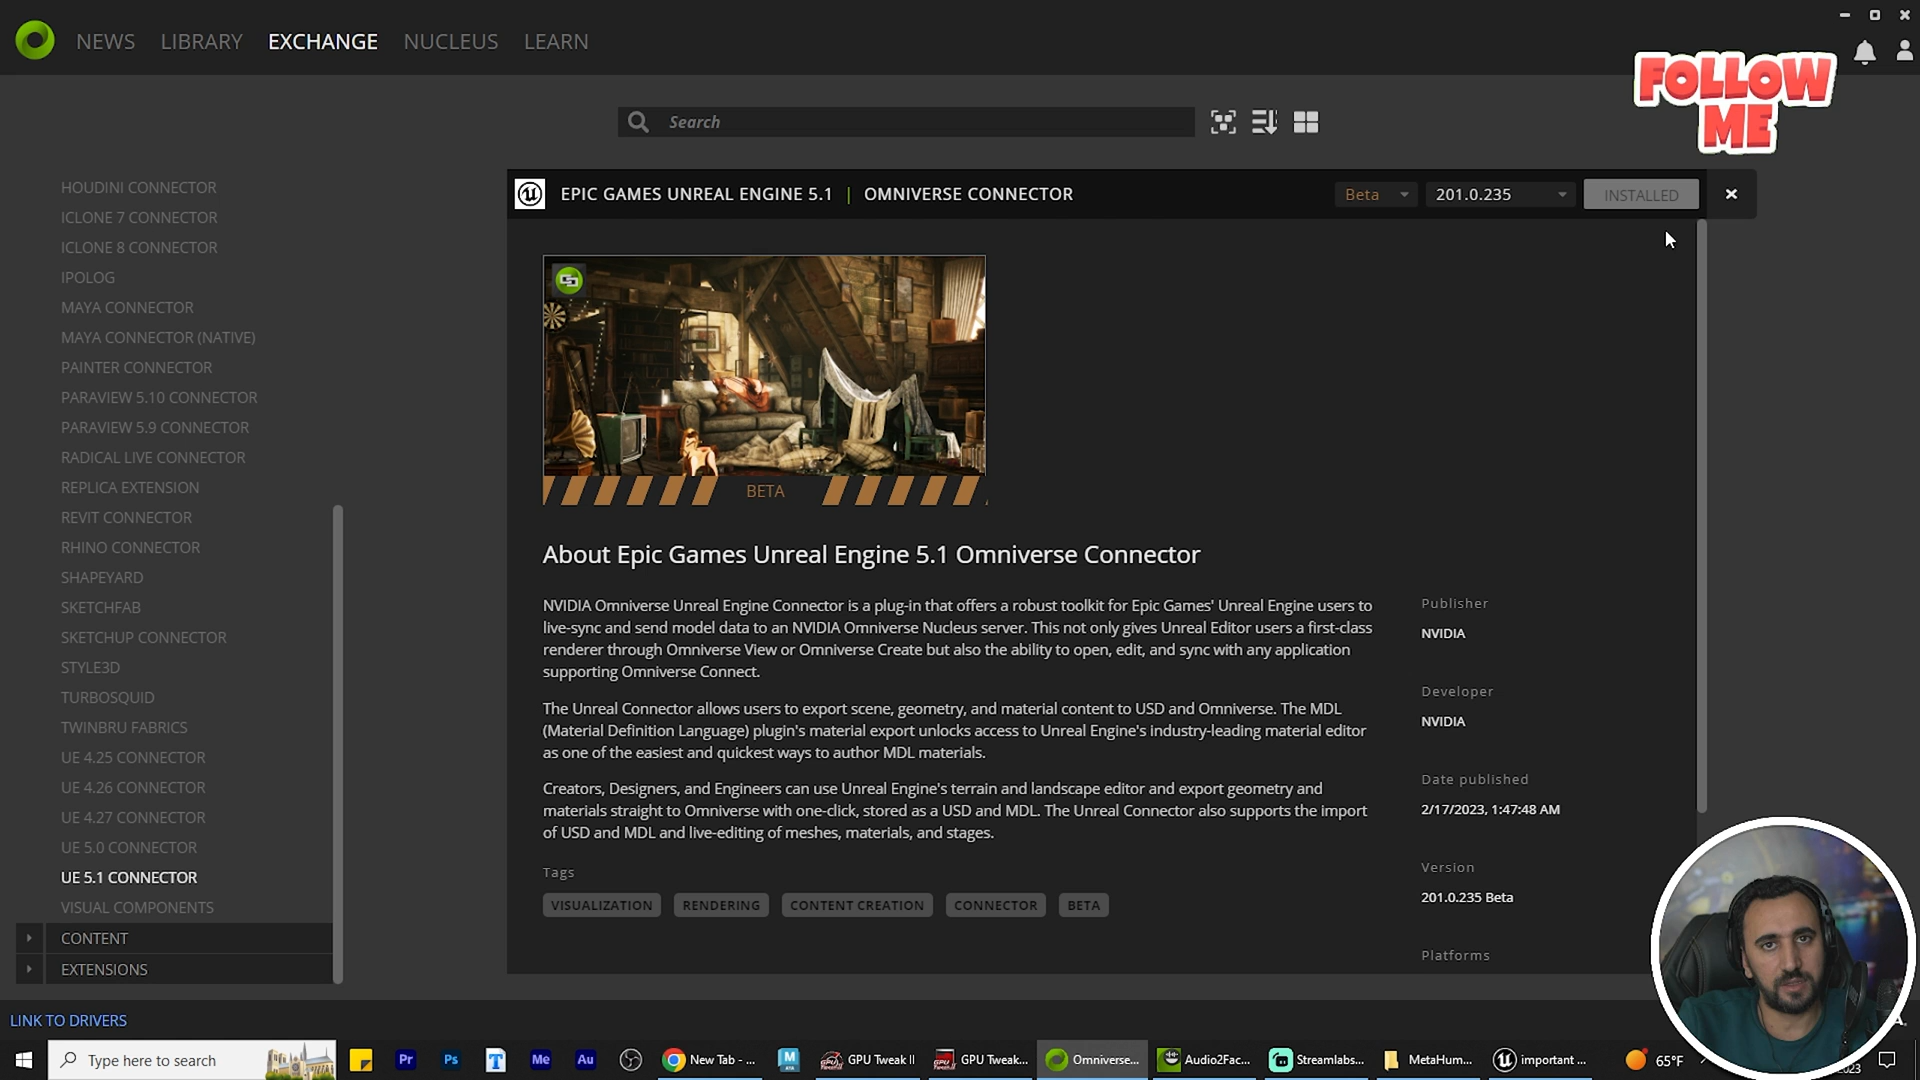 NEWS LIBRARY EXCHANGE NUCLEUS LEARN
FOLLOW
ME
Search
HOUDINI CONNECTOR
ICLONE 7 CONNECTOR
ICLONE 8 CONNECTOR
IPOLOG
MAYA CONNECTOR
MAYA CONNECTOR (NATIVE)
PAINTER CONNECTOR
PARAVIEW 5.10 CONNECTOR
PARAVIEW 5.9 CONNECTOR
RADICAL LIVE CONNECTOR
REPLICA EXTENSION
REVIT CONNECTOR
RHINO CONNECTOR
SHAPEYARD
SKETCHFAB
SKETCHUP CONNECTOR
STYLE3D
TURBOSQUID
TWINBRU FABRICS
UE 4.25 CONNECTOR
UE 4.26 CONNECTOR
UE 4.27 CONNECTOR
UE 5.0 CONNECTOR
UE 5.1 CONNECTOR
VISUAL COMPONENTS
CONTENT
EXTENSIONS
EPIC GAMES UNREAL ENGINE 5.1 | OMNIVERSE CONNECTOR Beta 201.0.235 INSTALLED
BETA
About Epic Games Unreal Engine 5.1 Omniverse Connector
NVIDIA Omniverse Unreal Engine Connector is a plug-in that offers a robust toolkit for Epic Games' Unreal Engine users to
live-sync and send model data to an NVIDIA Omniverse Nucleus server. This not only gives Unreal Editor users a first-class
renderer through Omniverse View or Omniverse Create but also the ability to open, edit, and sync with any application
supporting Omniverse Connect.
The Unreal Connector allows users to export scene, geometry, and material content to USD and Omniverse. The MDL
(Material Definition Language) plugin's material export unlocks access to Unreal Engine's industry-leading material editor
as one of the easiest and quickest ways to author MDL materials.
Creators, Designers, and Engineers can use Unreal Engine's terrain and landscape editor and export geometry and
materials straight to Omniverse with one-click, stored as a USD and MDL. The Unreal Connector also supports the import
of USD and MDL and live-editing of meshes, materials, and stages.
Tags
VISUALIZATION RENDERING CONTENT CREATION CONNECTOR BETA
Publisher
NVIDIA
Developer
NVIDIA
Date published
2/17/2023, 1:47:48 AM
Version
201.0.235 Beta
Platforms
LINK TO DRIVERS
Type here to search Pr Ps T Me Au New Tab - ... M GPU Tweak II GPU Tweak... Omniverse... Audio2Fac... Streamlabs... MetaHum... important ... 65°F